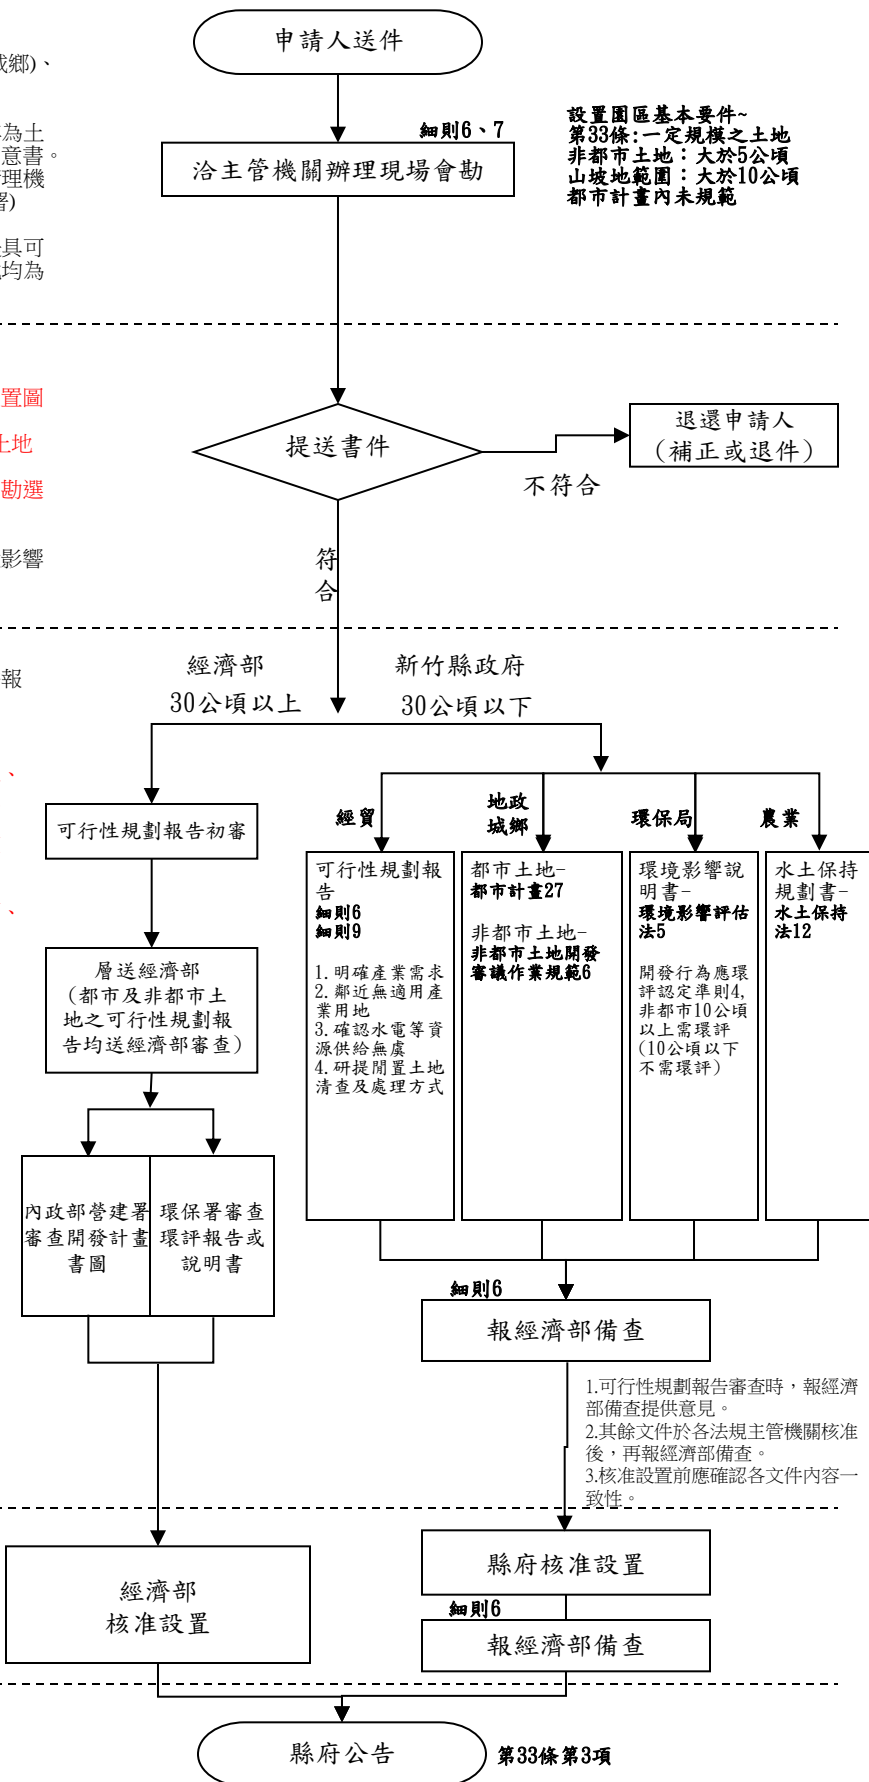 申請人送件
鄉)、
細則6、7
洽主管機關辦理現場會勘
設置園區基本要件~
第33條:一定規模之土地
非都市土地：大於5公頃
山坡地範圍：大於10公頃
都市計畫內未規範
為土
意書。
理機
署)
具可
均為
置圖
土地
勘選
影響
提送書件
退還申請人
(補正或退件)
不符合
符
合
報
、
、
經濟部
30公頃以上
新竹縣政府
30公頃以下
可行性規劃報告初審
層送經濟部
(都市及非都市土
地之可行性規劃報
告均送經濟部審查)
內政部營建署
審查開發計畫
書圖
環保署審查
環評報告或
說明書
經貿
可行性規劃報
告
細則6
細則9
1.明確產業需求
2.鄰近無適用產
業用地
3.確認水電等資
源供給無虞
4.研提閒置土地
清查及處理方式
地政
城鄉
都市土地-
都市計畫27
非都市土地-
非都市土地開發
審議作業規範6
環保局
環境影響說
明書-
環境影響評估
法5
開發行為應環
評認定準則4,
非都市10公頃
以上需環評
(10公頃以下
不需環評)
農業
水土保持
規劃書-
水土保持
法12
細則6
報經濟部備查
1.可行性規劃報告審查時，報經濟
部備查提供意見。
2.其餘文件於各法規主管機關核准
後，再報經濟部備查。
3.核准設置前應確認各文件內容一
致性。
經濟部
核准設置
縣府核准設置
細則6
報經濟部備查
縣府公告
第33條第3項